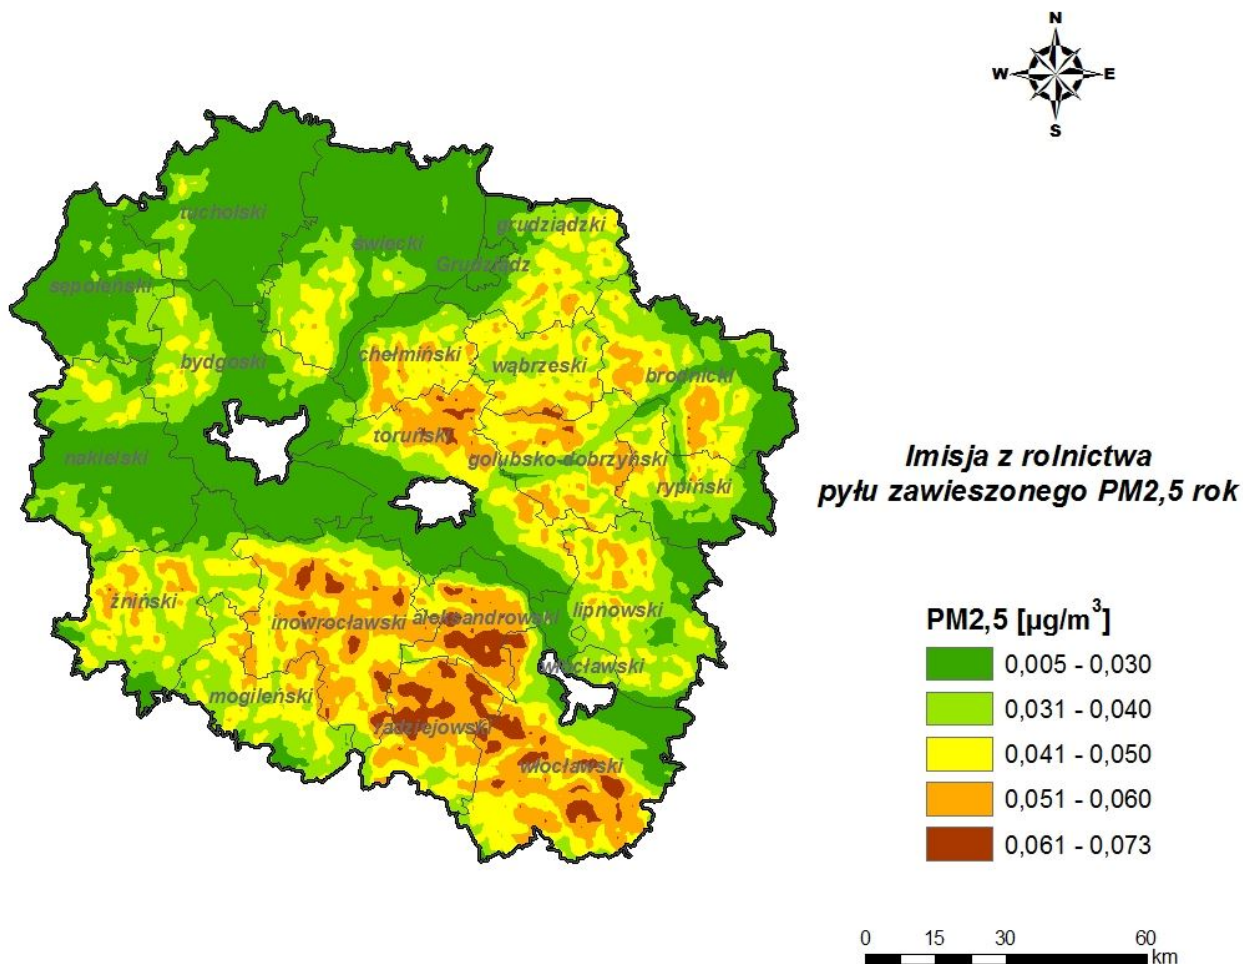 N
W E
S
tucholski
grudziądzki
świecki
Grudziądz
sępoleński
chełmiński
bydgoski
wąbrzeski
brodnicki
toruński
nakielski
golubsko-dobrzyński
rypiński
Imisja z rolnictwa
pyłu zawieszonego PM2,5 rok
żniński
inowrocławski
aleksandrowski
lipnowski
włocławski
mogileński
radziejowski
włocławski
PM2,5 [µg/m³]
0,005 - 0,030
0,031 - 0,040
0,041 - 0,050
0,051 - 0,060
0,061 - 0,073
0 15 30 60
km